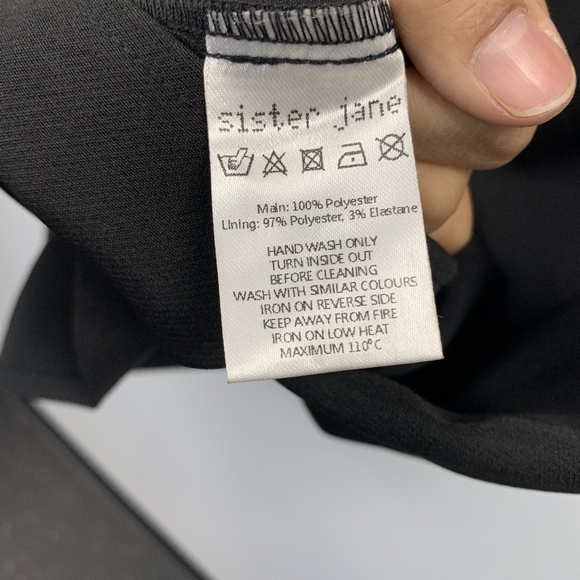 sister jane
Main: 100% Polyester
Lining: 97% Polyester, 3% Elastane
HAND WASH ONLY
TURN INSIDE OUT
BEFORE CLEANING
WASH WITH SIMILAR COLOURS
IRON ON REVERSE SIDE
KEEP AWAY FROM FIRE
IRON ON LOW HEAT
MAXIMUM 110°C